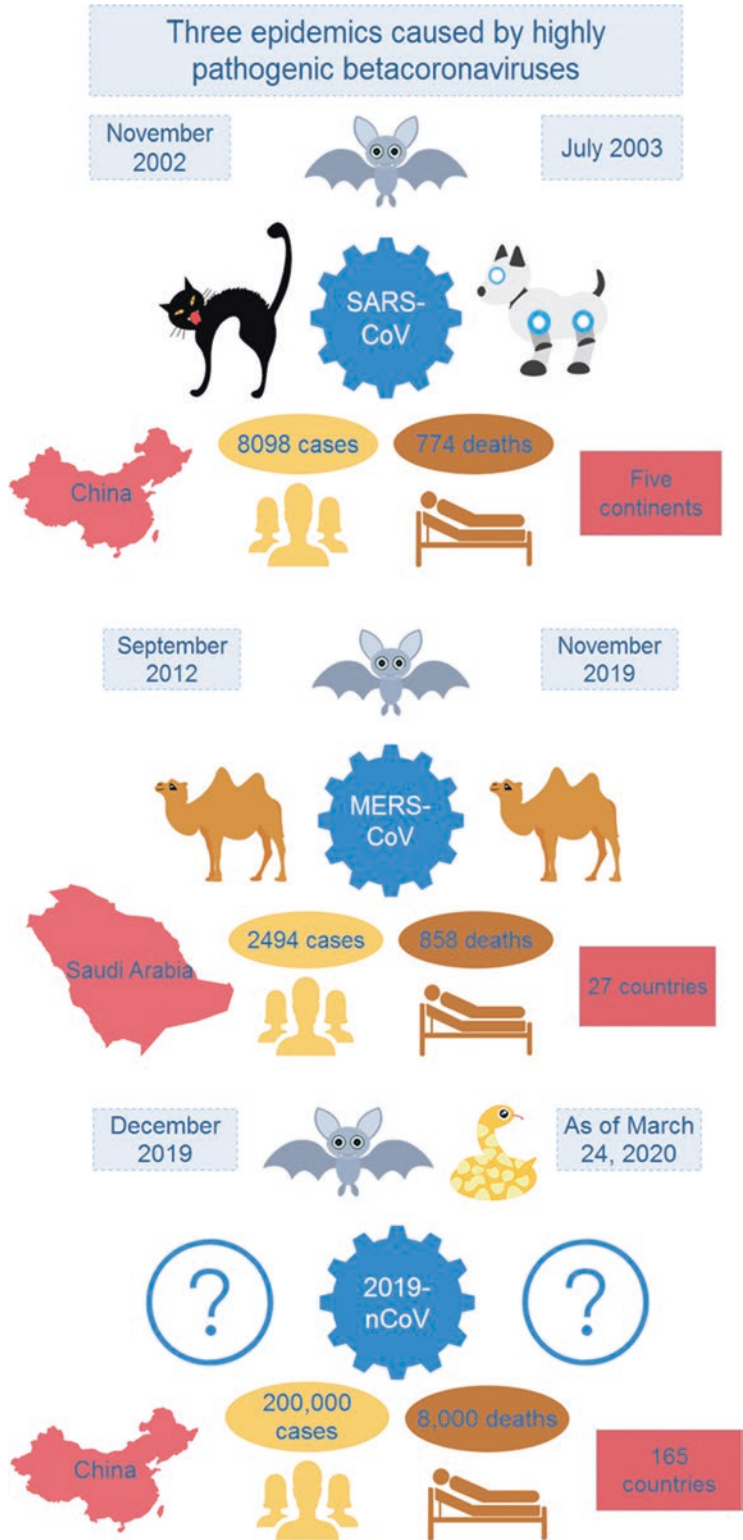 Three epidemics caused by highly
pathogenic betacoronaviruses
November
2002
July 2003
SARS-
CoV
8098 cases
774 deaths
China
Five
continents
September
2012
November
2019
MERS-
CoV
2494 cases
858 deaths
Saudi Arabia
27 countries
December
2019
As of March
24, 2020
?
2019-
nCoV
?
200,000
cases
8,000 deaths
China
165
countries